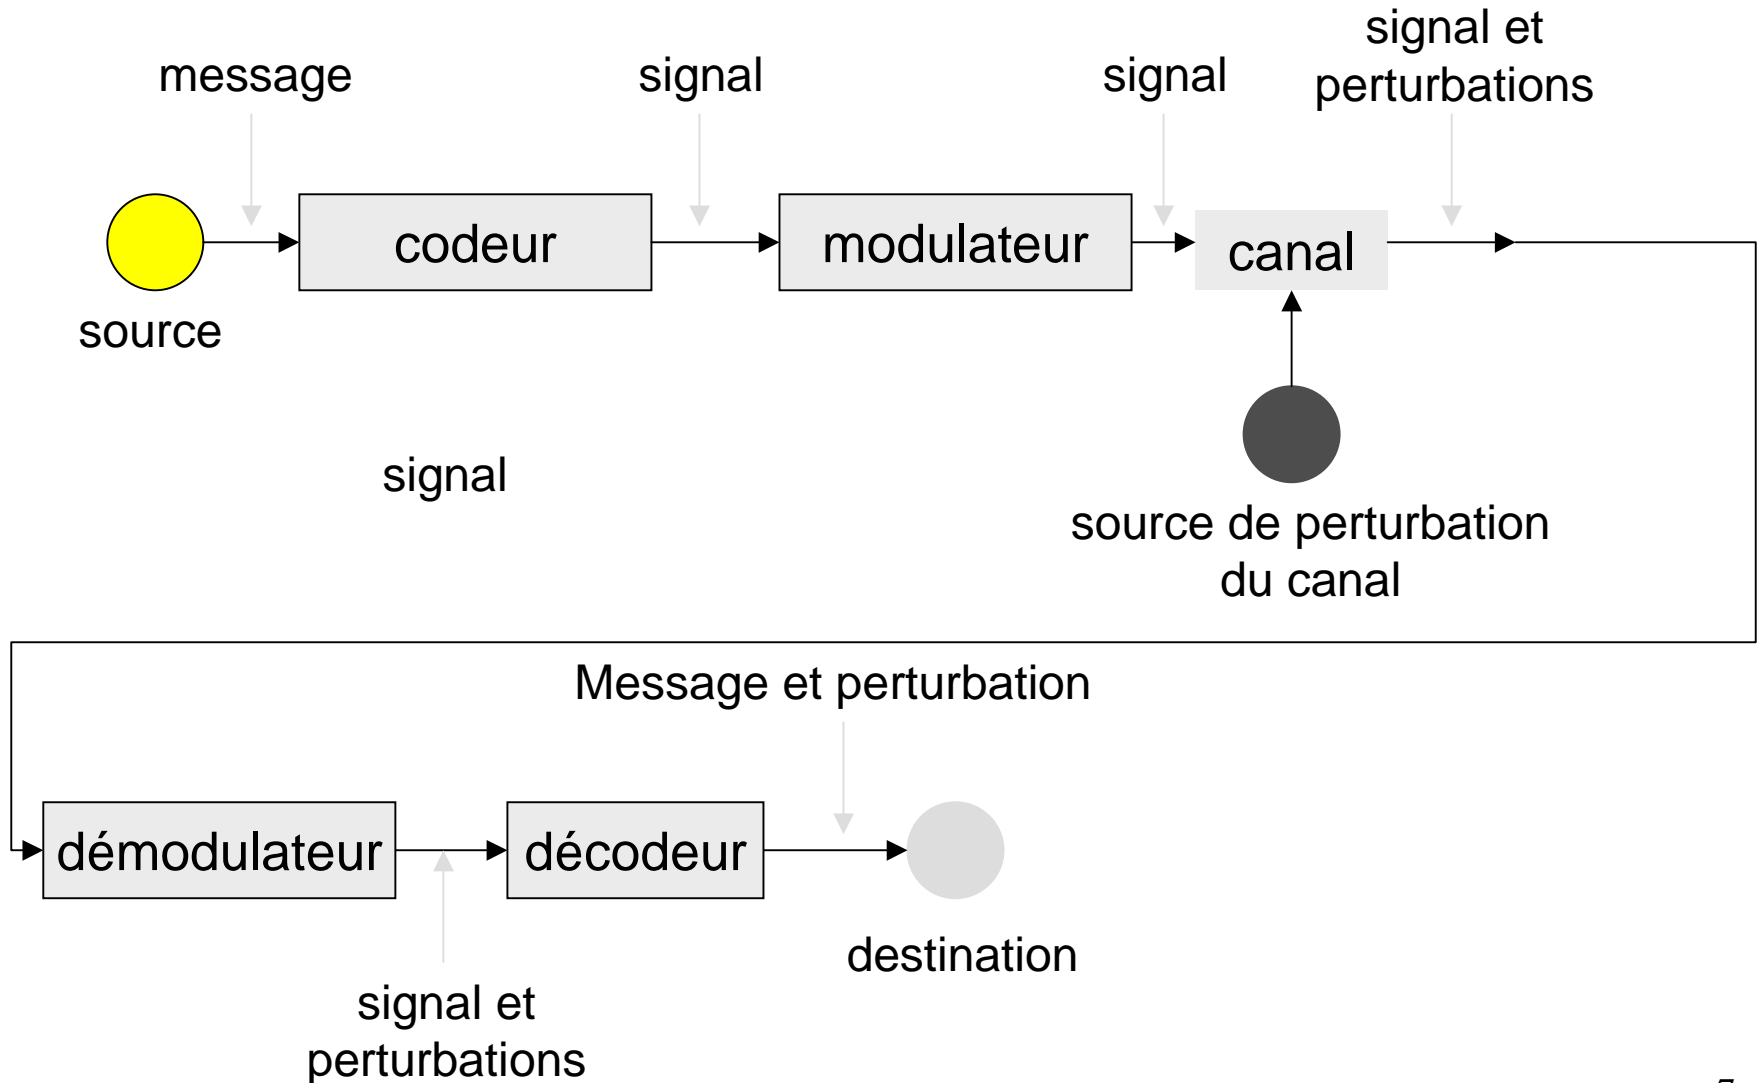 signal et
message
signal
signal
perturbations
codeur
modulateur
canal
source
signal
source de perturbation
du canal
Message et perturbation
démodulateur
décodeur
destination
signal et
perturbations
7